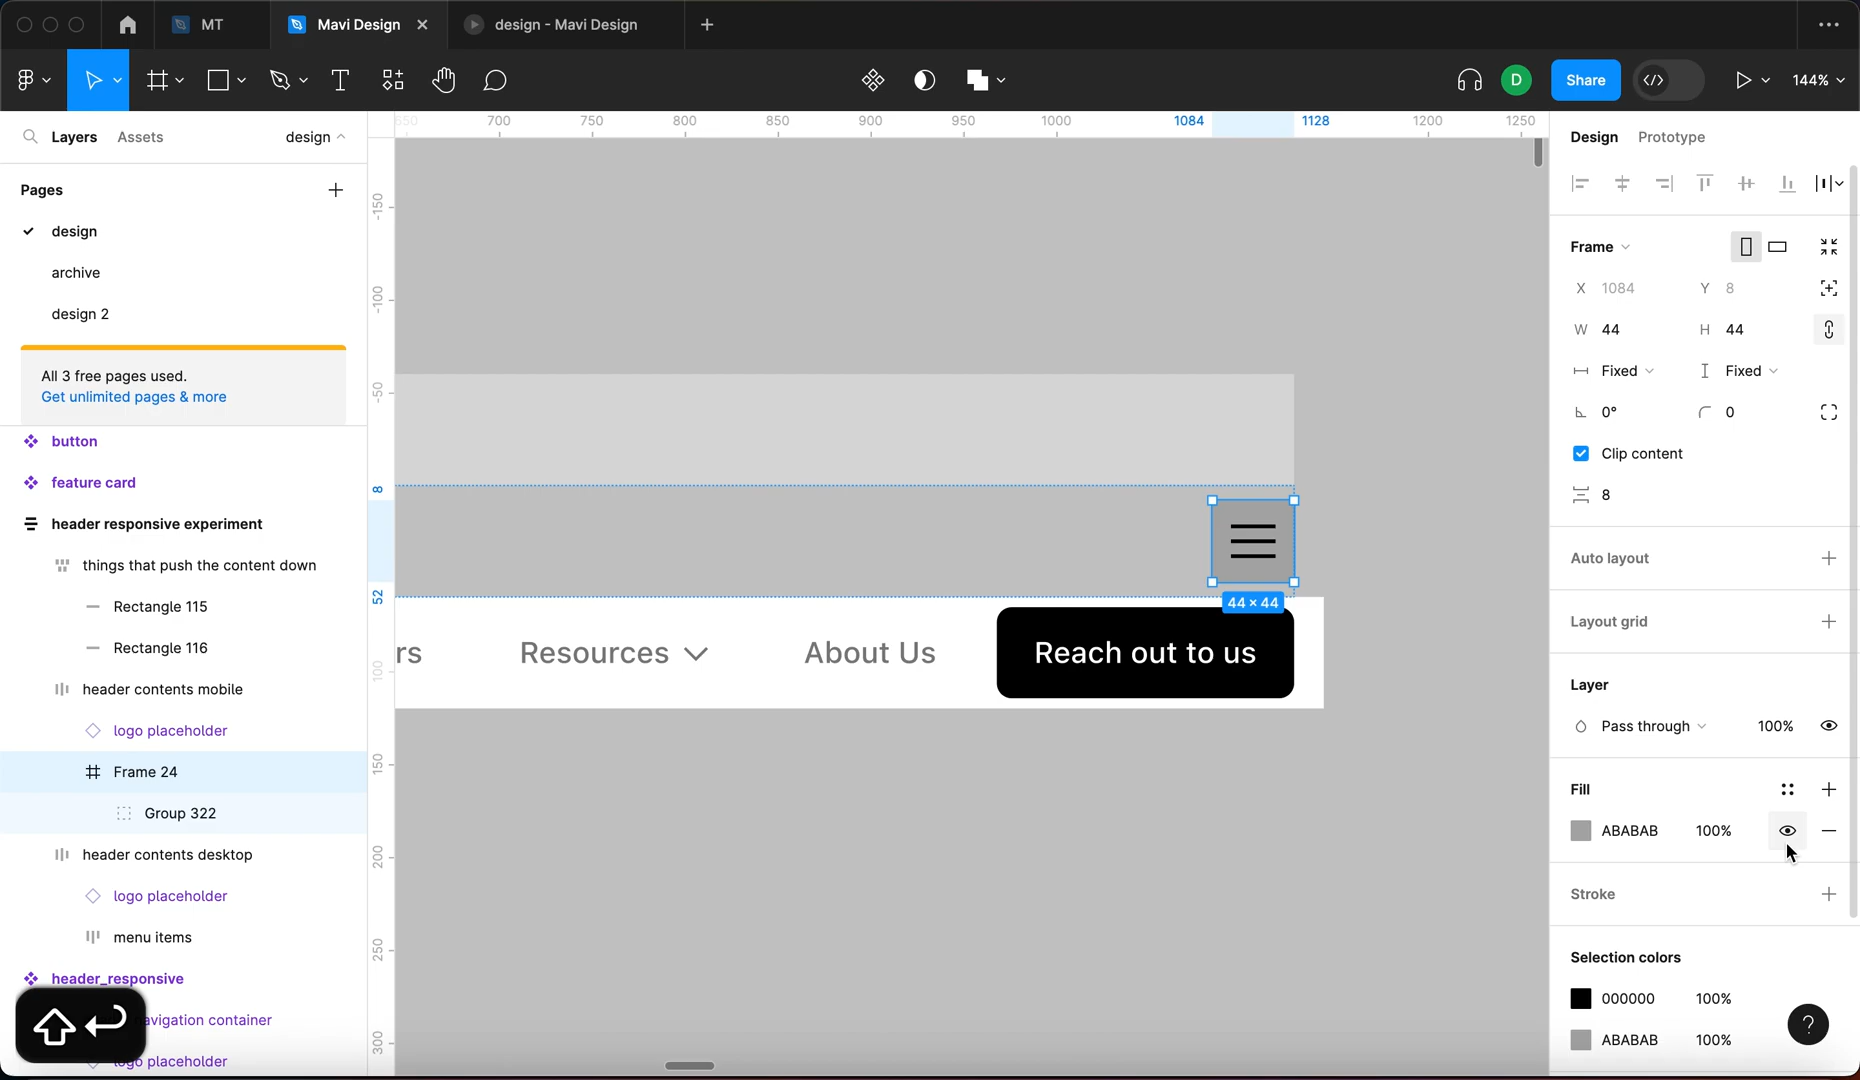 MT
Mavi Design
design - Mavi Design
D
Share
144%
Layers
Assets
design
650
700
750
800
850
900
950
1000
1084
1128
1200
1250
Design
Prototype
Pages
design
archive
design 2
All 3 free pages used.
Get unlimited pages & more
button
feature card
header responsive experiment
things that push the content down
Rectangle 115
Rectangle 116
header contents mobile
logo placeholder
Frame 24
Group 322
header contents desktop
logo placeholder
menu items
header_responsive
avigation container
logo placeholder
-150
-100
-50
8
52
100
150
200
250
300
44 × 44
rs
Resources
About Us
Reach out to us
Frame
X 1084
Y 8
W 44
H 44
Fixed
Fixed
0°
0
Clip content
8
Auto layout
Layout grid
Layer
Pass through
100%
Fill
ABABAB
100%
Stroke
Selection colors
000000
100%
ABABAB
100%
?